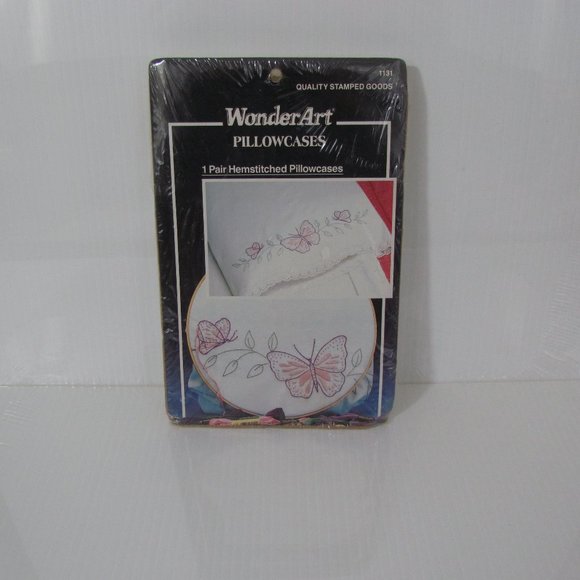 1131
QUALITY STAMPED GOODS
WonderArt®
PILLOWCASES
1 Pair Hemstitched Pillowcases